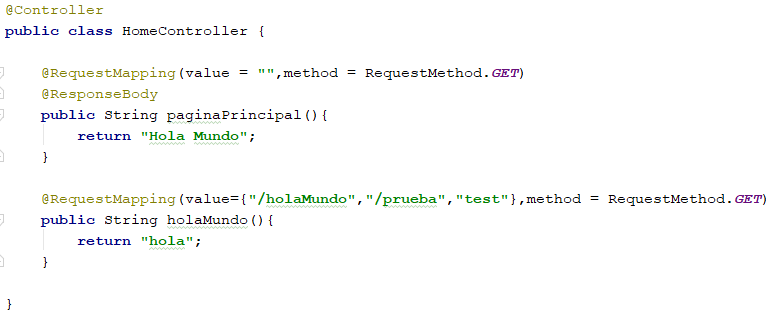 @Controller
public class HomeController {
@RequestMapping(value = "",method = RequestMethod.GET)
@ResponseBody
public String paginaPrincipal(){
return "Hola Mundo";
}
@RequestMapping(value={"/holaMundo","/prueba","test"},method = RequestMethod.GET)
public String holaMundo(){
return "hola";
}
}